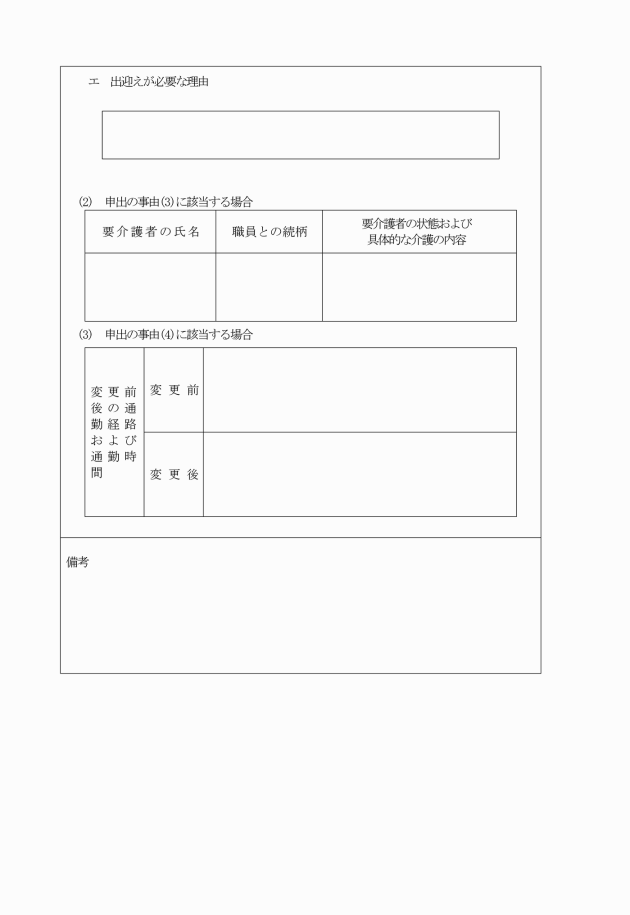 エ　出迎えが必要な理由
(2)　申出の事由(3)に該当する場合
要介護者の氏名　職員との続柄　要介護者の状態および
具体的な介護の内容
(3)　申出の事由(4)に該当する場合
変更前
後の通
勤経路
および
通勤時
間
変更前
変更後
備考